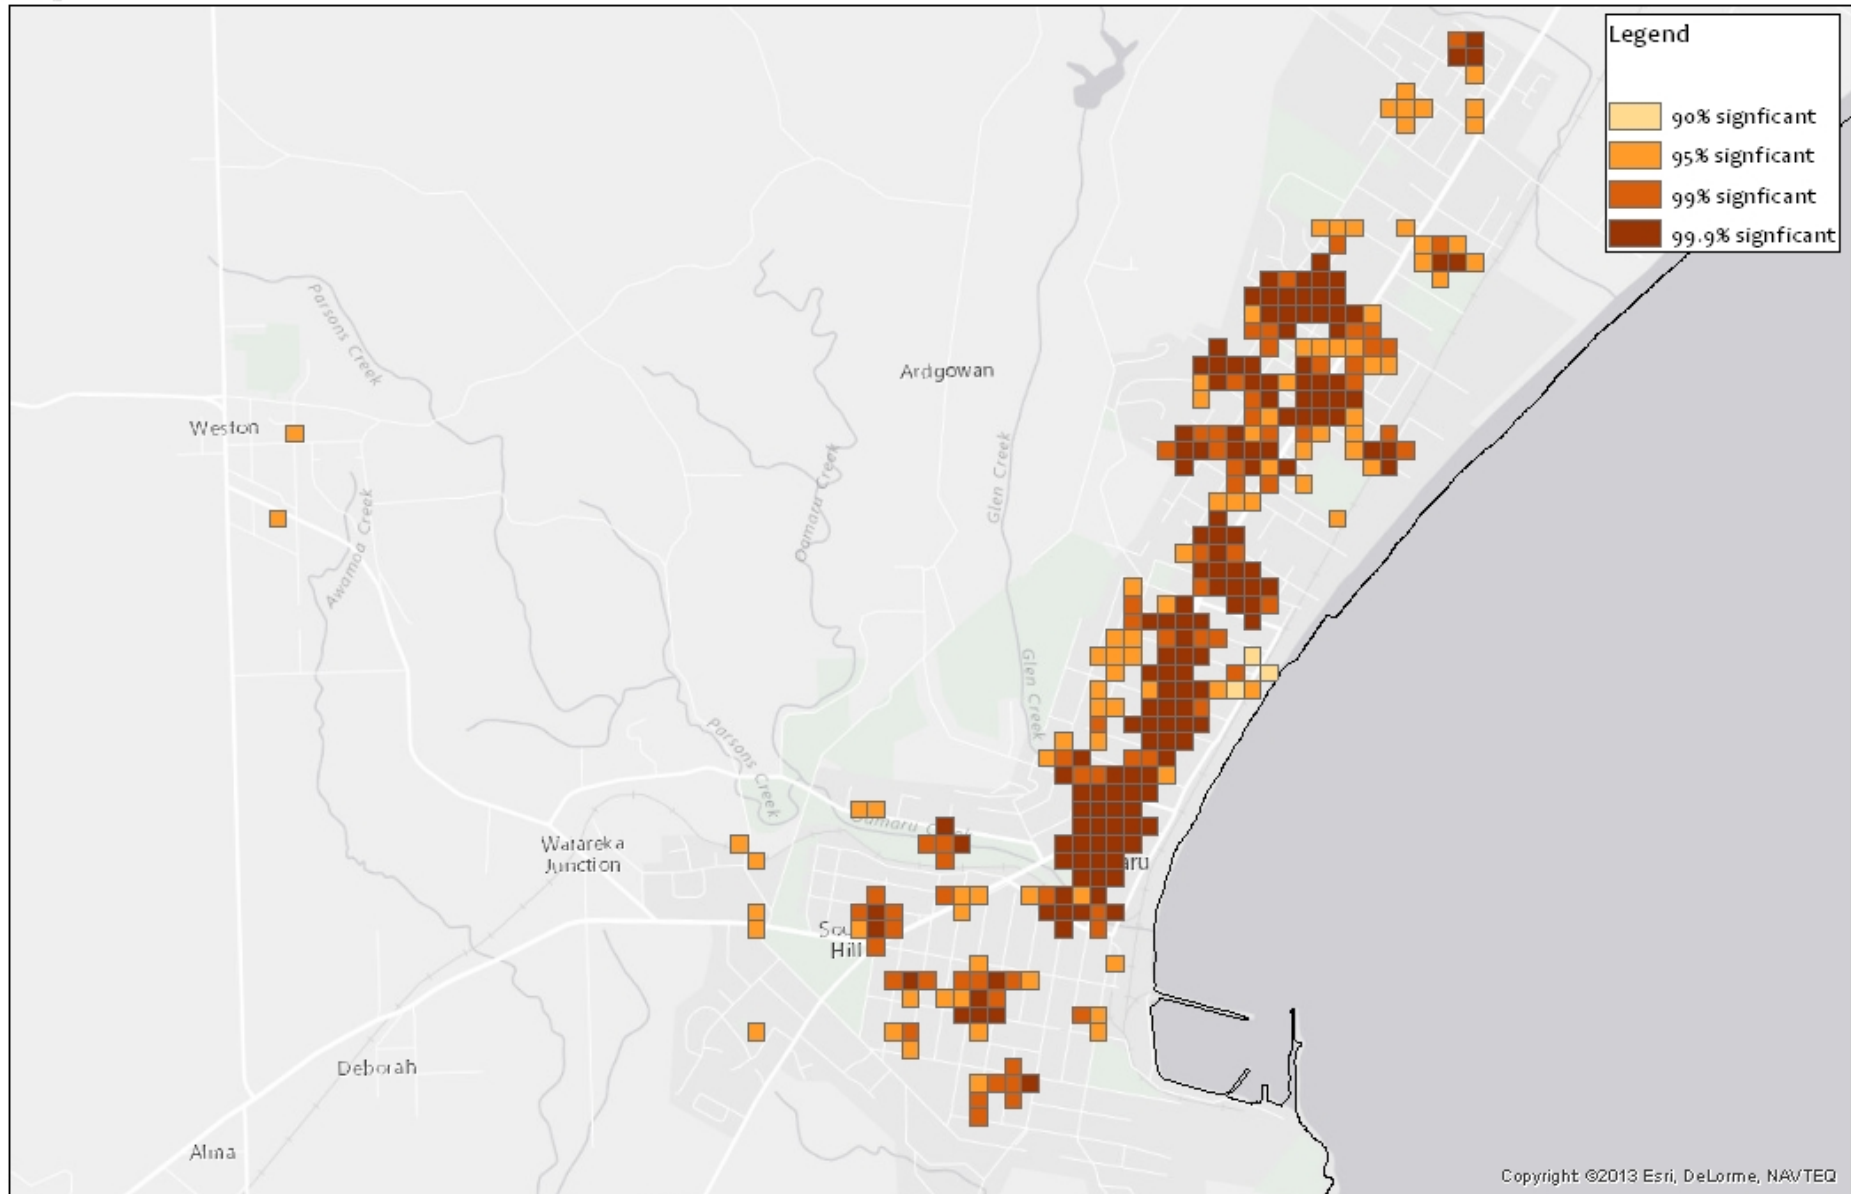 Legend
90% signficant
95% signficant
99% signficant
99.9% signficant
Parsons Creek
Ardgowan
Weston
Oamaru Creek
Glen Creek
Awamoa Creek
Glen Creek
Parsons Creek
Oamaru Creek
Waiareka
Junction
aru
Sou
Hill
Deborah
Alma
Copyright ©2013 Esri, DeLorme, NAVTEQ